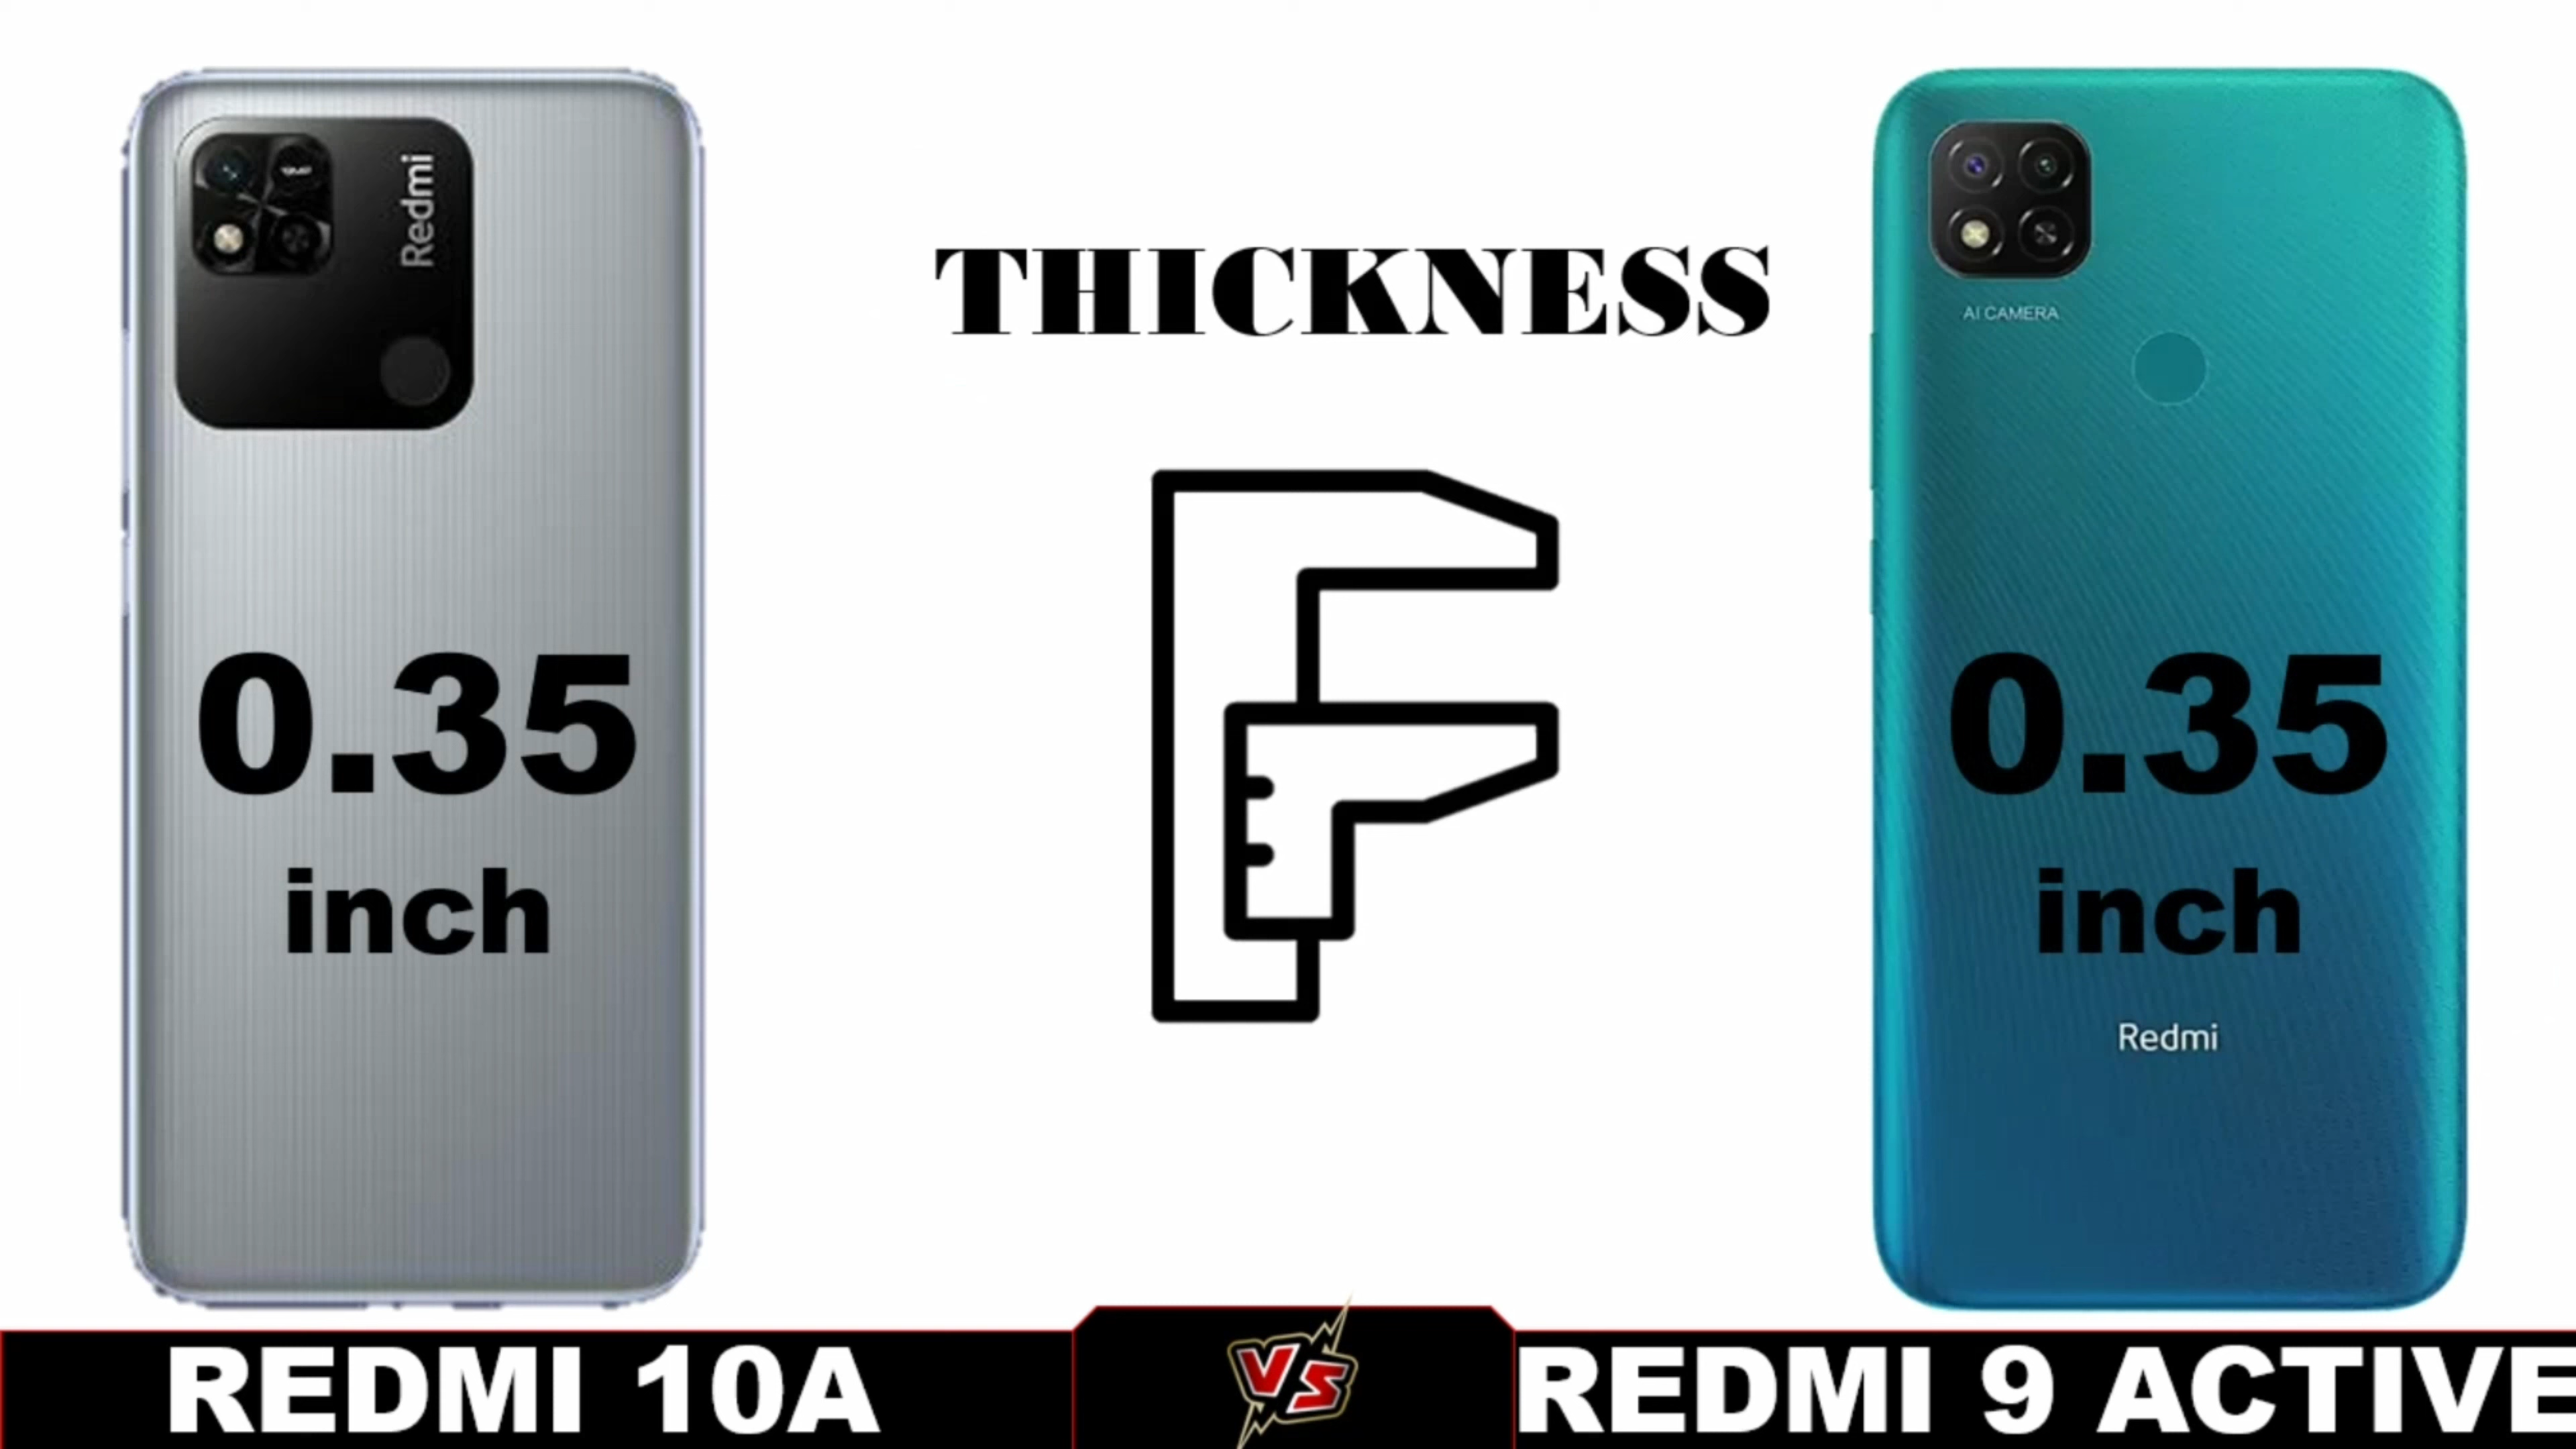 Redmi
THICKNESS
AI CAMERA
0.35
inch
0.35
inch
Redmi
REDMI 10A
VS
REDMI 9 ACTIVE